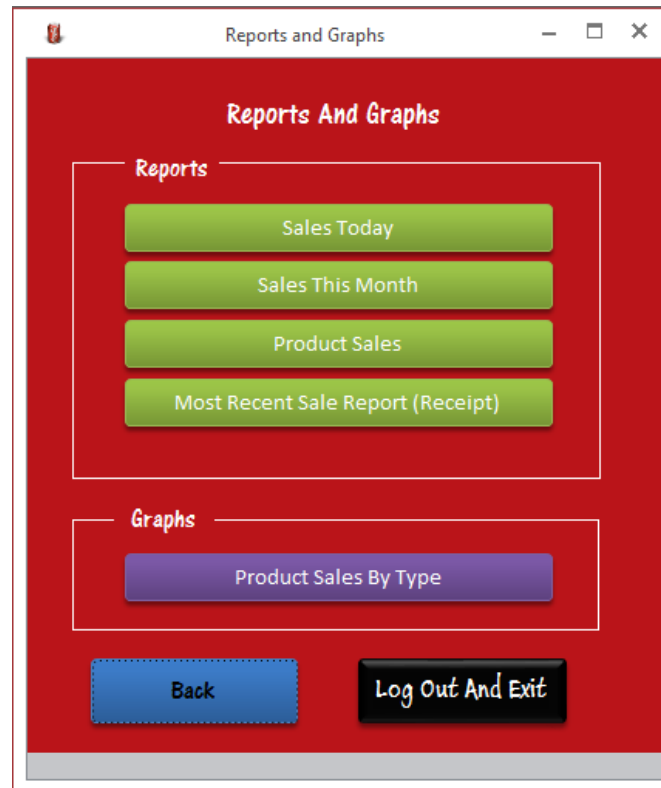 Reports and Graphs
Reports And Graphs
Reports
Sales Today
Sales This Month
Product Sales
Most Recent Sale Report (Receipt)
Graphs
Product Sales By Type
Back
Log Out And Exit